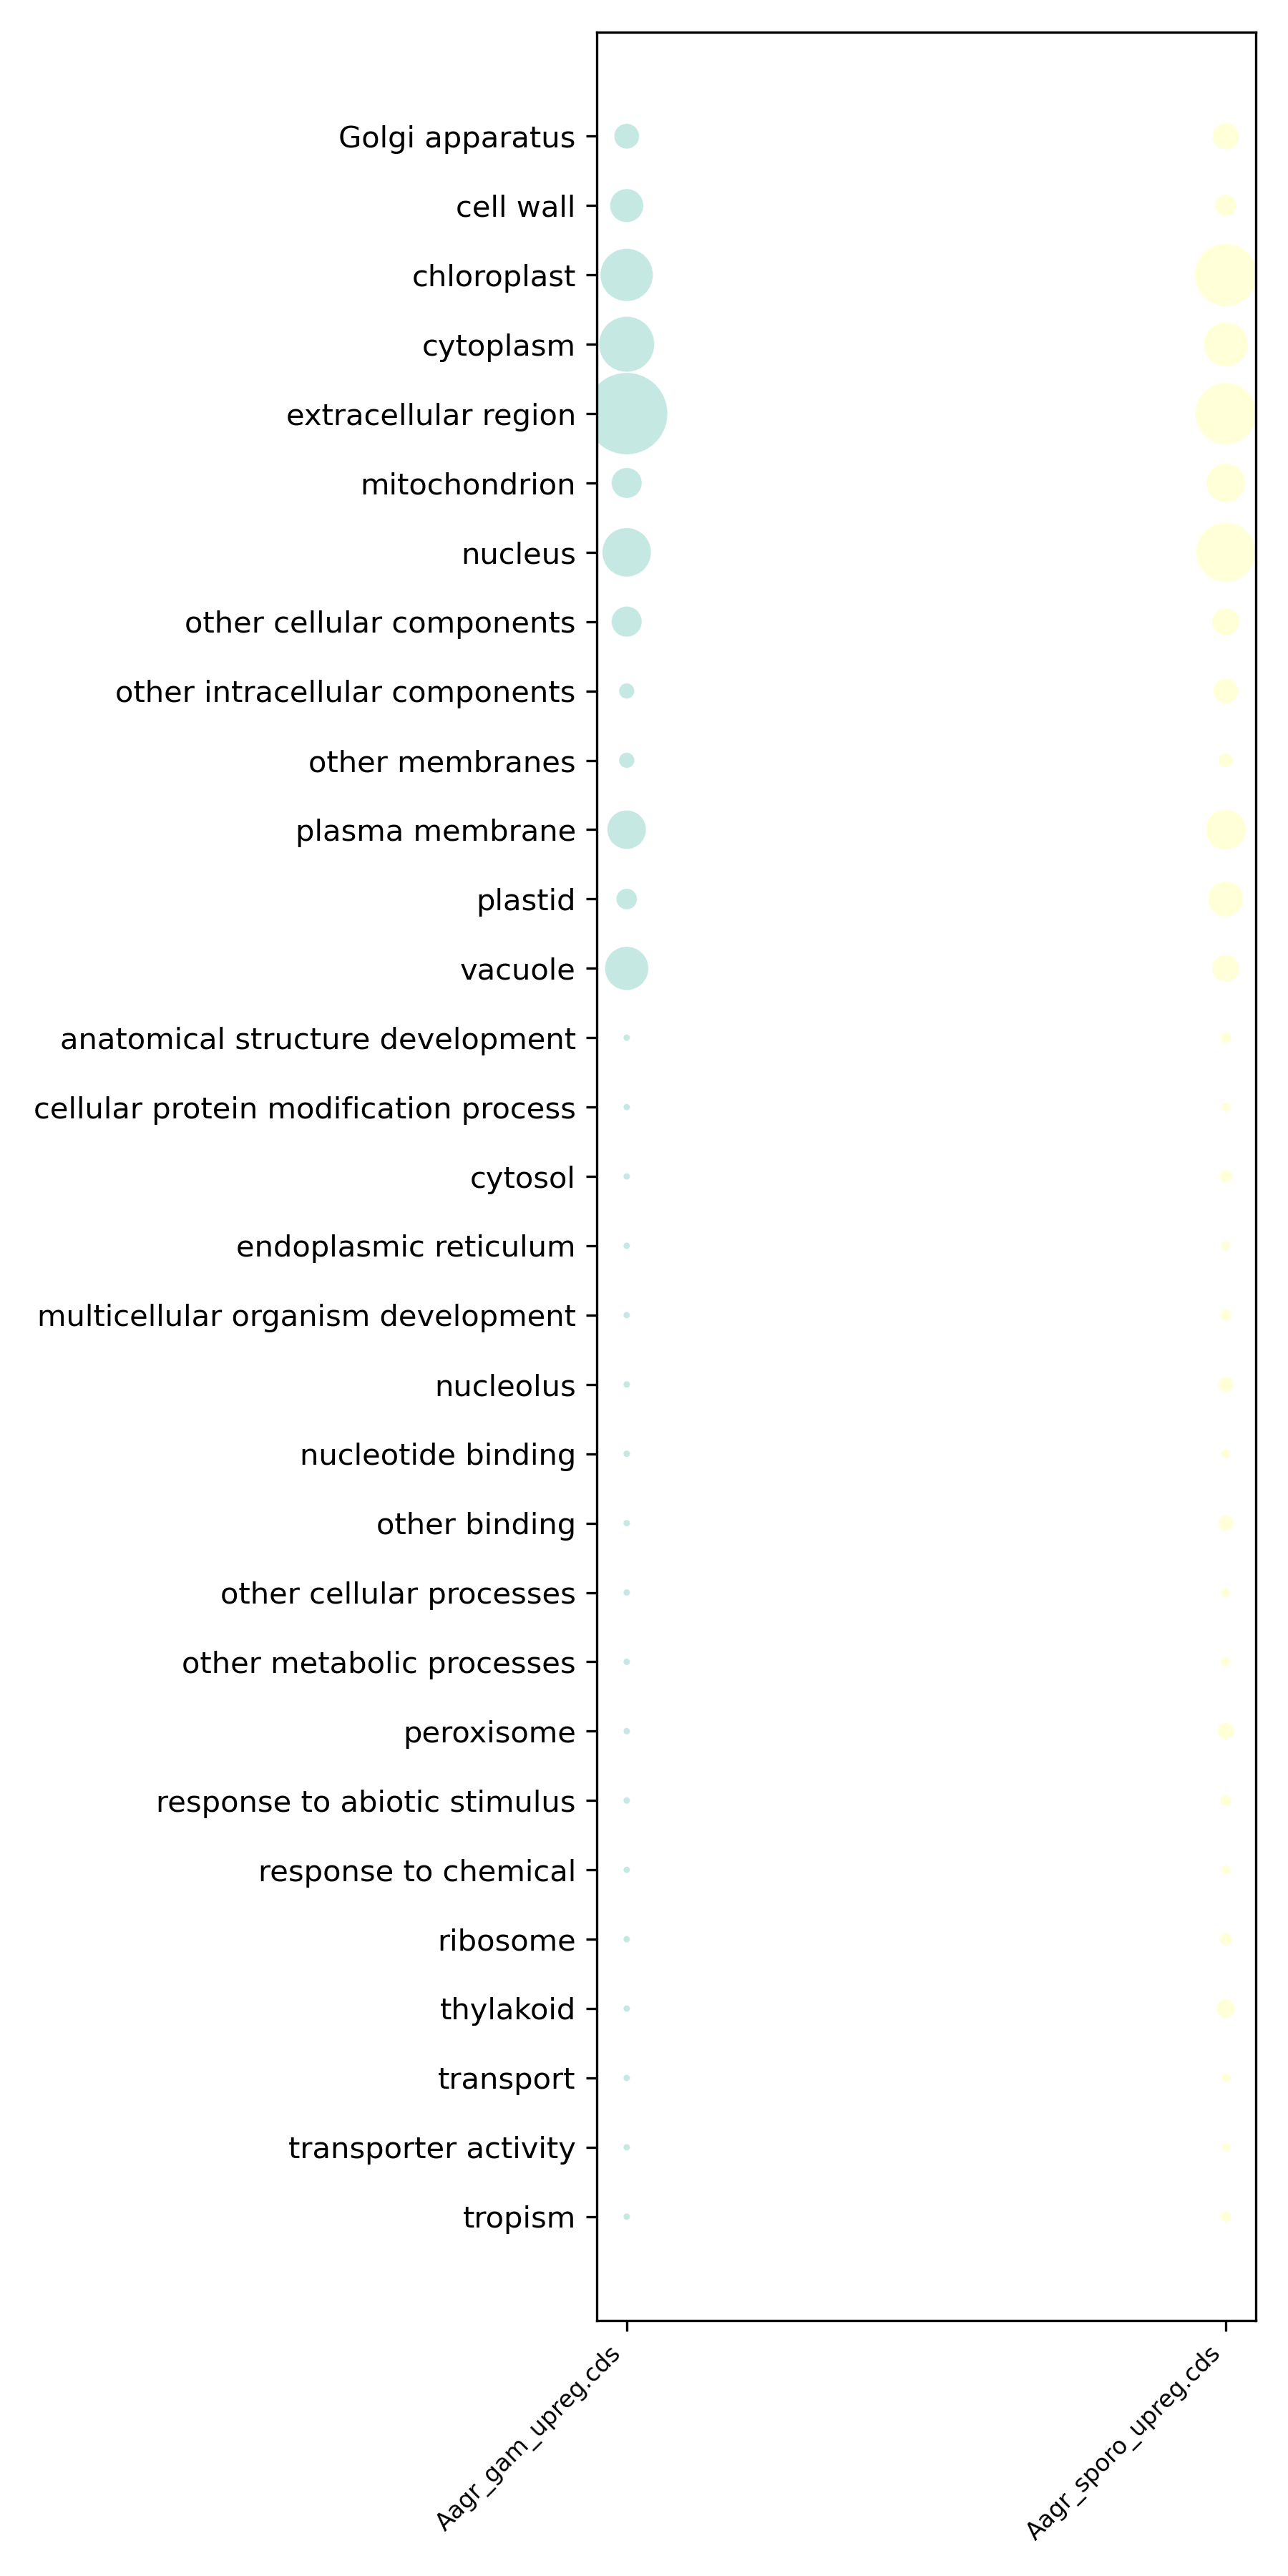 Golgi apparatus
cell wall
chloroplast
cytoplasm
extracellular region
mitochondrion
nucleus
other cellular components
other intracellular components
other membranes
plasma membrane
plastid
vacuole
anatomical structure development
cellular protein modification process
cytosol
endoplasmic reticulum
multicellular organism development
nucleolus
nucleotide binding
other binding
other cellular processes
other metabolic processes
peroxisome
response to abiotic stimulus
response to chemical
ribosome
thylakoid
transport
transporter activity
tropism
Aagr_gam_upreg.cds
Aagr_sporo_upreg.cds